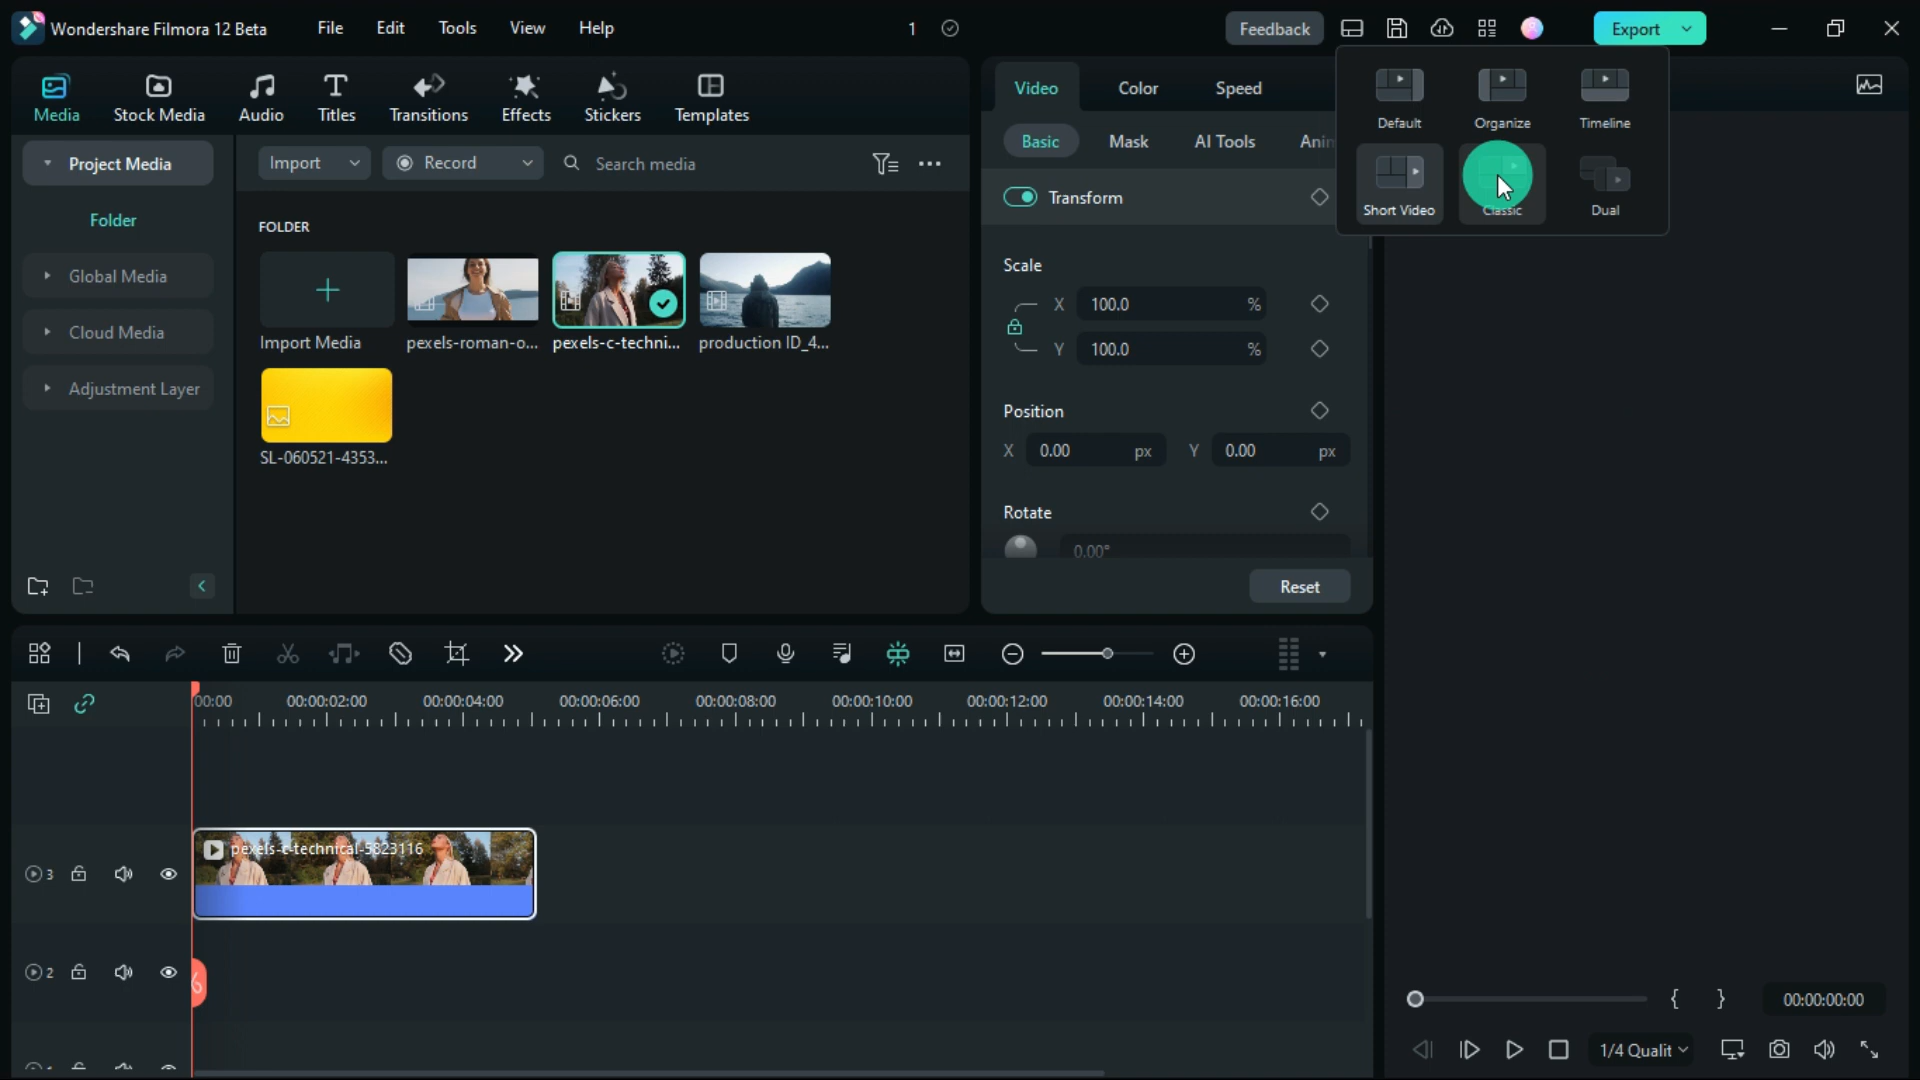 Wondershare Filmora 12 Beta
File
Edit
Tools
View
Help
1
Feedback
Export
Media
Stock Media
Audio
Titles
Transitions
Effects
Stickers
Templates
Video
Color
Speed
Default
Organize
Timeline
Short Video
Classic
Dual
Basic
Mask
AI Tools
Project Media
Import
Record
Search media
Folder
FOLDER
Global Media
Cloud Media
Adjustment Layer
Import Media
pexels-roman-o...
pexels-c-techni...
production ID_4...
SL-060521-4353...
Transform
Scale
X 100.0 %
Y 100.0 %
Position
X 0.00 px Y 0.00 px
Rotate
0.00°
Reset
00:00 00:00:02:00 00:00:04:00 00:00:06:00 00:00:08:00 00:00:10:00 00:00:12:00 00:00:14:00 00:00:16:00
pexels-c-technical-5823116
3
2
{ } 00:00:00:00
1/4 Qualit